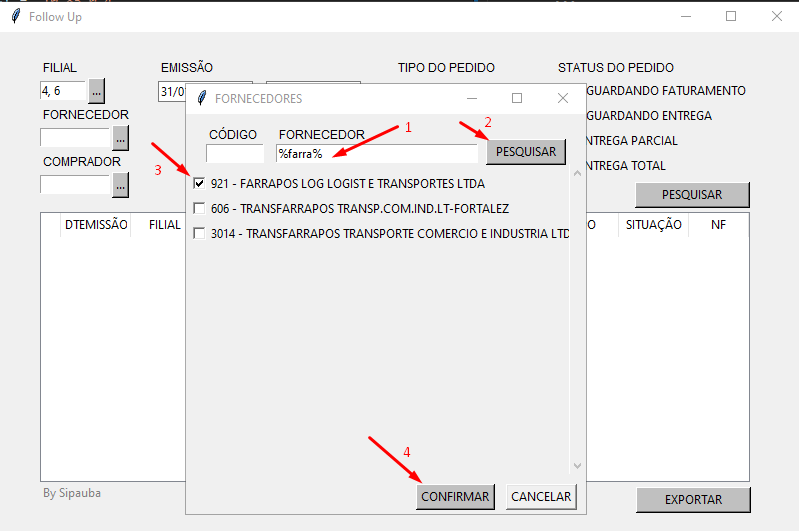 Follow Up
FILIAL
EMISSÃO
TIPO DO PEDIDO
STATUS DO PEDIDO
4, 6
...
31/0
GUARDANDO FATURAMENTO
FORNECEDOR
...
GUARDANDO ENTREGA
COMPRADOR
...
NTREGA PARCIAL
NTREGA TOTAL
PESQUISAR
DTEMISSÃO
FILIAL
PO
SITUAÇÃO
NF
FORNECEDORES
CÓDIGO
FORNECEDOR
1
2
%farra%
PESQUISAR
3
921 - FARRAPOS LOG LOGIST E TRANSPORTES LTDA
606 - TRANSFARRAPOS TRANSP.COM.IND.LT-FORTALEZ
3014 - TRANSFARRAPOS TRANSPORTE COMERCIO E INDUSTRIA LTD
4
CONFIRMAR
CANCELAR
By Sipauba
EXPORTAR